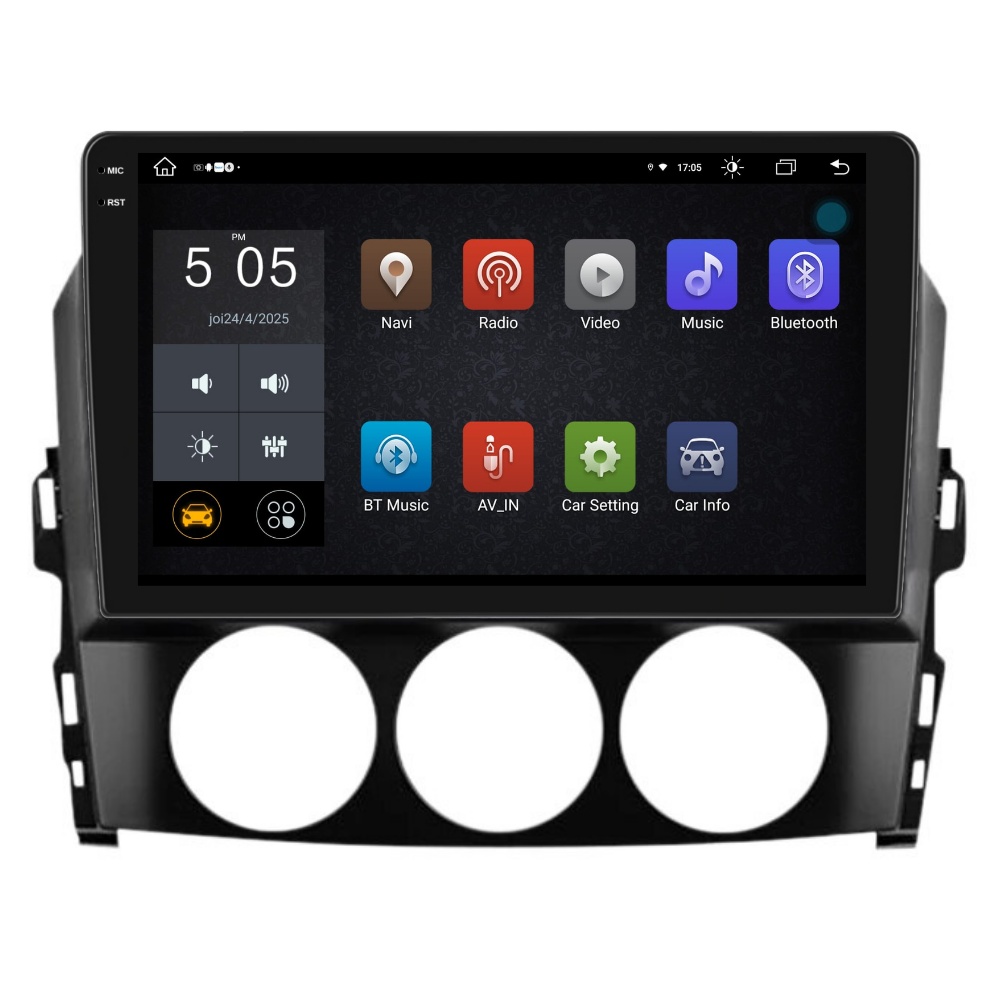 MIC
RST
17:05
PM
5 05
joi24/4/2025
Navi
Radio
Video
Music
Bluetooth
BT Music
AV_IN
Car Setting
Car Info